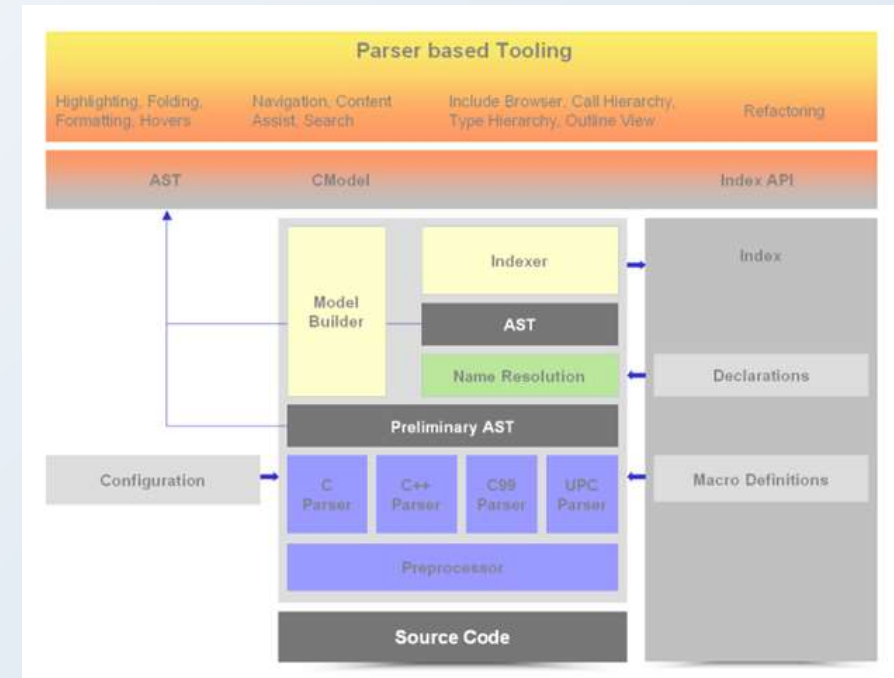 Parser based Tooling
Highlighting, Folding,
Formatting, Hovers
Navigation, Content
Assist, Search
Include Browser, Call Hierarchy,
Type Hierarchy, Outline View
Refactoring
AST
CModel
Index API
Model
Builder
Indexer
Index
AST
Name Resolution
Declarations
Preliminary AST
Configuration
C
Parser
C++
Parser
C99
Parser
UPC
Parser
Macro Definitions
Preprocessor
Source Code